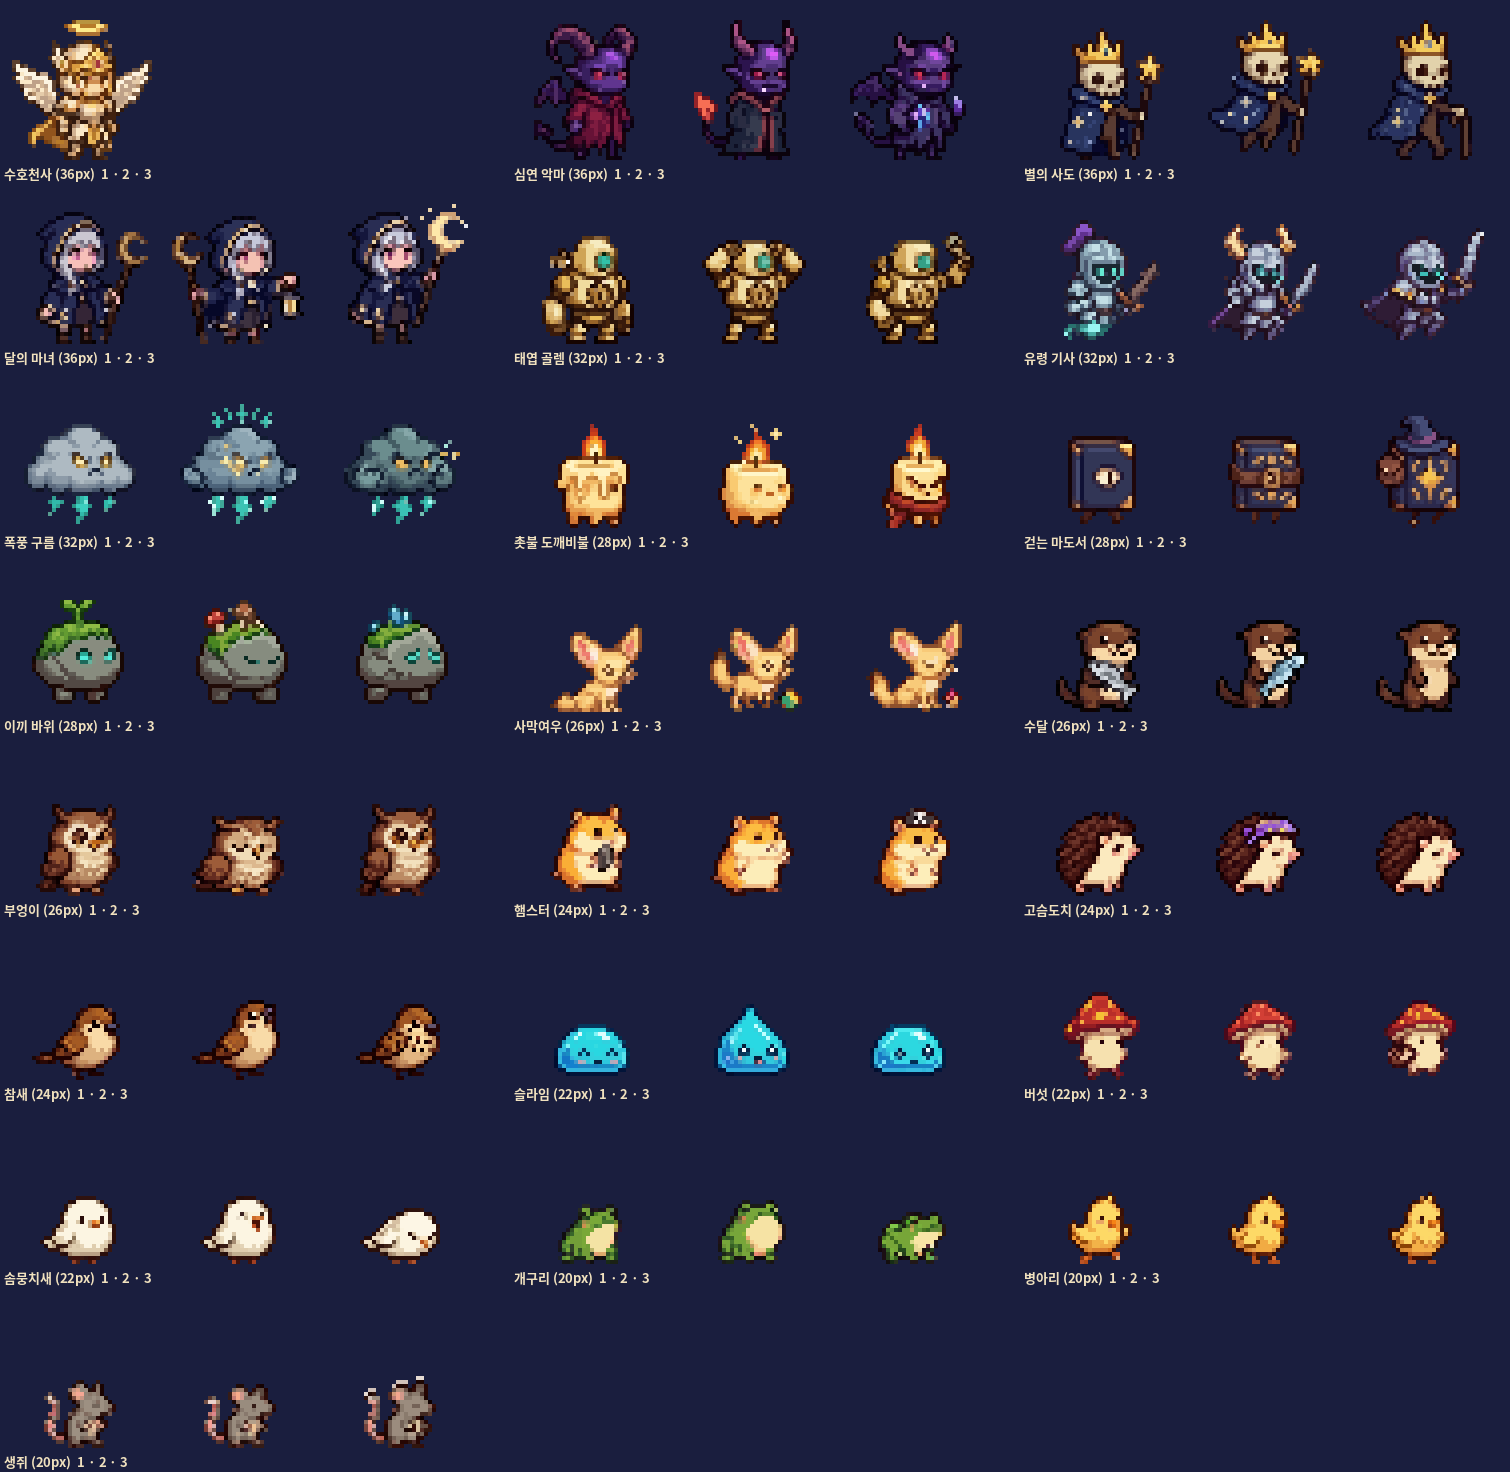 수호천사 (36px) 1 · 2 · 3
심연 악마 (36px) 1 · 2 · 3
별의 사도 (36px) 1 · 2 · 3
달의 마녀 (36px) 1 · 2 · 3
태엽 골렘 (32px) 1 · 2 · 3
유령 기사 (32px) 1 · 2 · 3
폭풍 구름 (32px) 1 · 2 · 3
촛불 도깨비불 (28px) 1 · 2 · 3
걷는 마도서 (28px) 1 · 2 · 3
이끼 바위 (28px) 1 · 2 · 3
사막여우 (26px) 1 · 2 · 3
수달 (26px) 1 · 2 · 3
부엉이 (26px) 1 · 2 · 3
햄스터 (24px) 1 · 2 · 3
고슴도치 (24px) 1 · 2 · 3
참새 (24px) 1 · 2 · 3
슬라임 (22px) 1 · 2 · 3
버섯 (22px) 1 · 2 · 3
솜뭉치새 (22px) 1 · 2 · 3
개구리 (20px) 1 · 2 · 3
병아리 (20px) 1 · 2 · 3
생쥐 (20px) 1 · 2 · 3